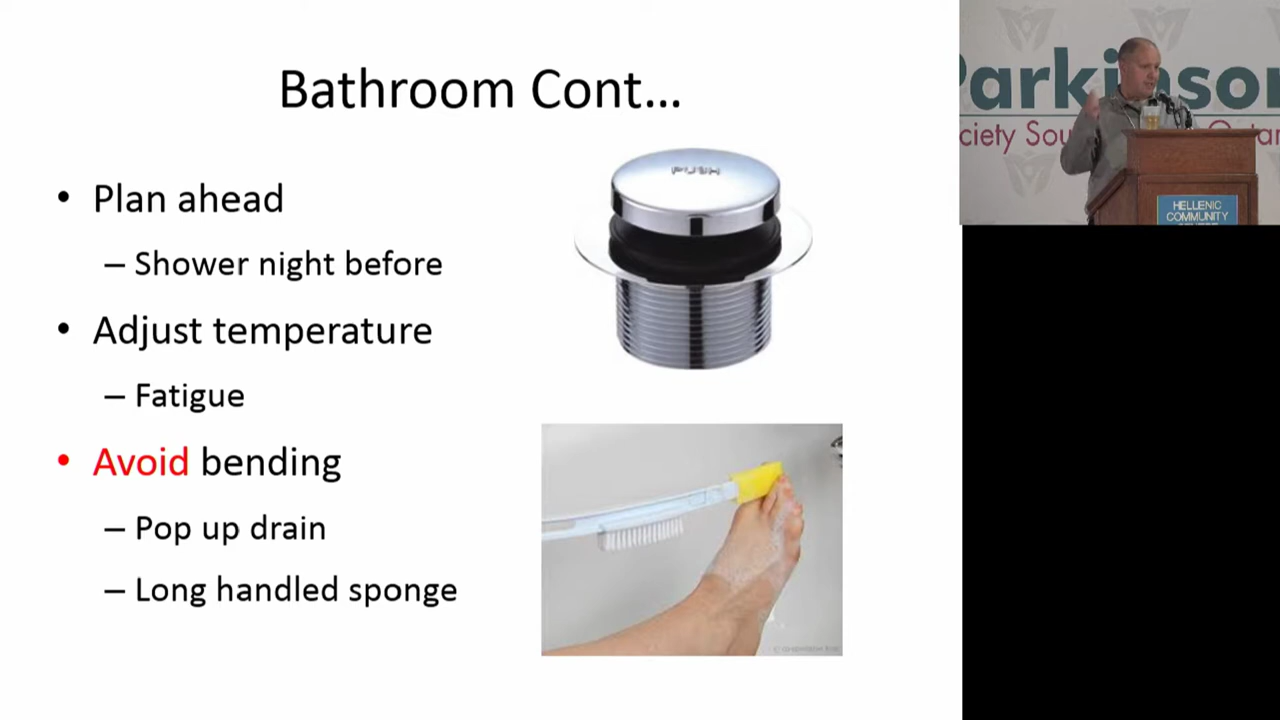 Bathroom Cont...
• Plan ahead
– Shower night before
• Adjust temperature
– Fatigue
• Avoid bending
– Pop up drain
– Long handled sponge
PUSH
Parkinson
ciety Sou
HELLENIC
COMMUNITY